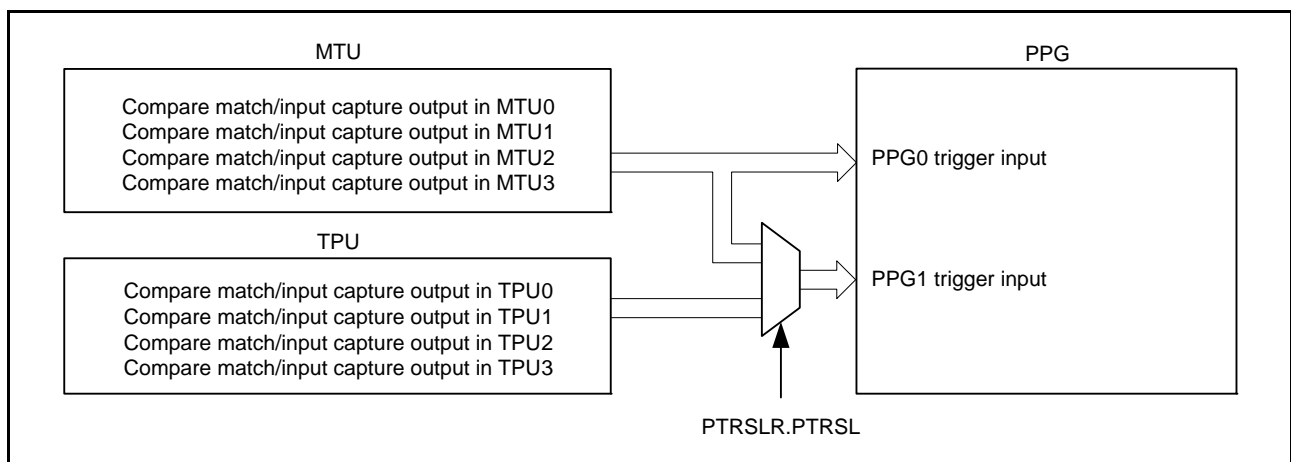 MTU
Compare match/input capture output in MTU0
Compare match/input capture output in MTU1
Compare match/input capture output in MTU2
Compare match/input capture output in MTU3
TPU
Compare match/input capture output in TPU0
Compare match/input capture output in TPU1
Compare match/input capture output in TPU2
Compare match/input capture output in TPU3
PTRSLR.PTRSL
PPG
PPG0 trigger input
PPG1 trigger input